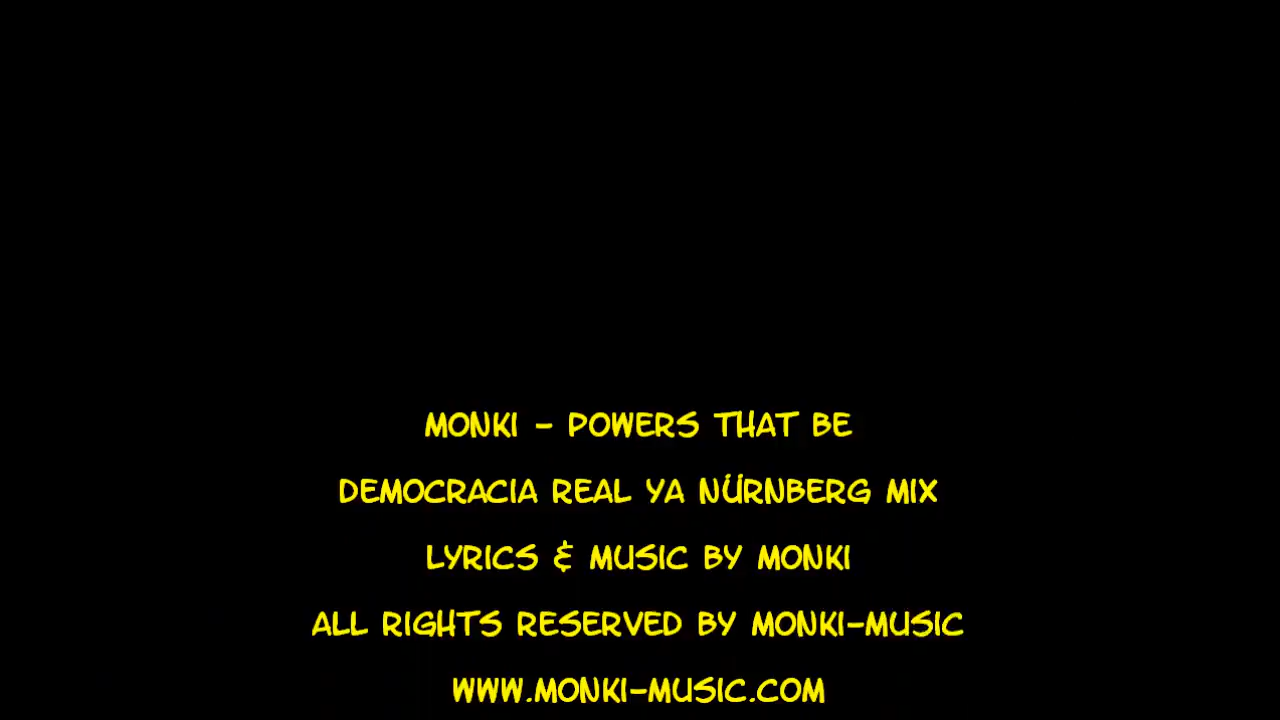 MONKI - POWERS THAT BE
DEMOCRACIA REAL YA NÜRNBERG MIX
LYRICS & MUSIC BY MONKI
ALL RIGHTS RESERVED BY MONKI-MUSIC
WWW.MONKI-MUSIC.COM